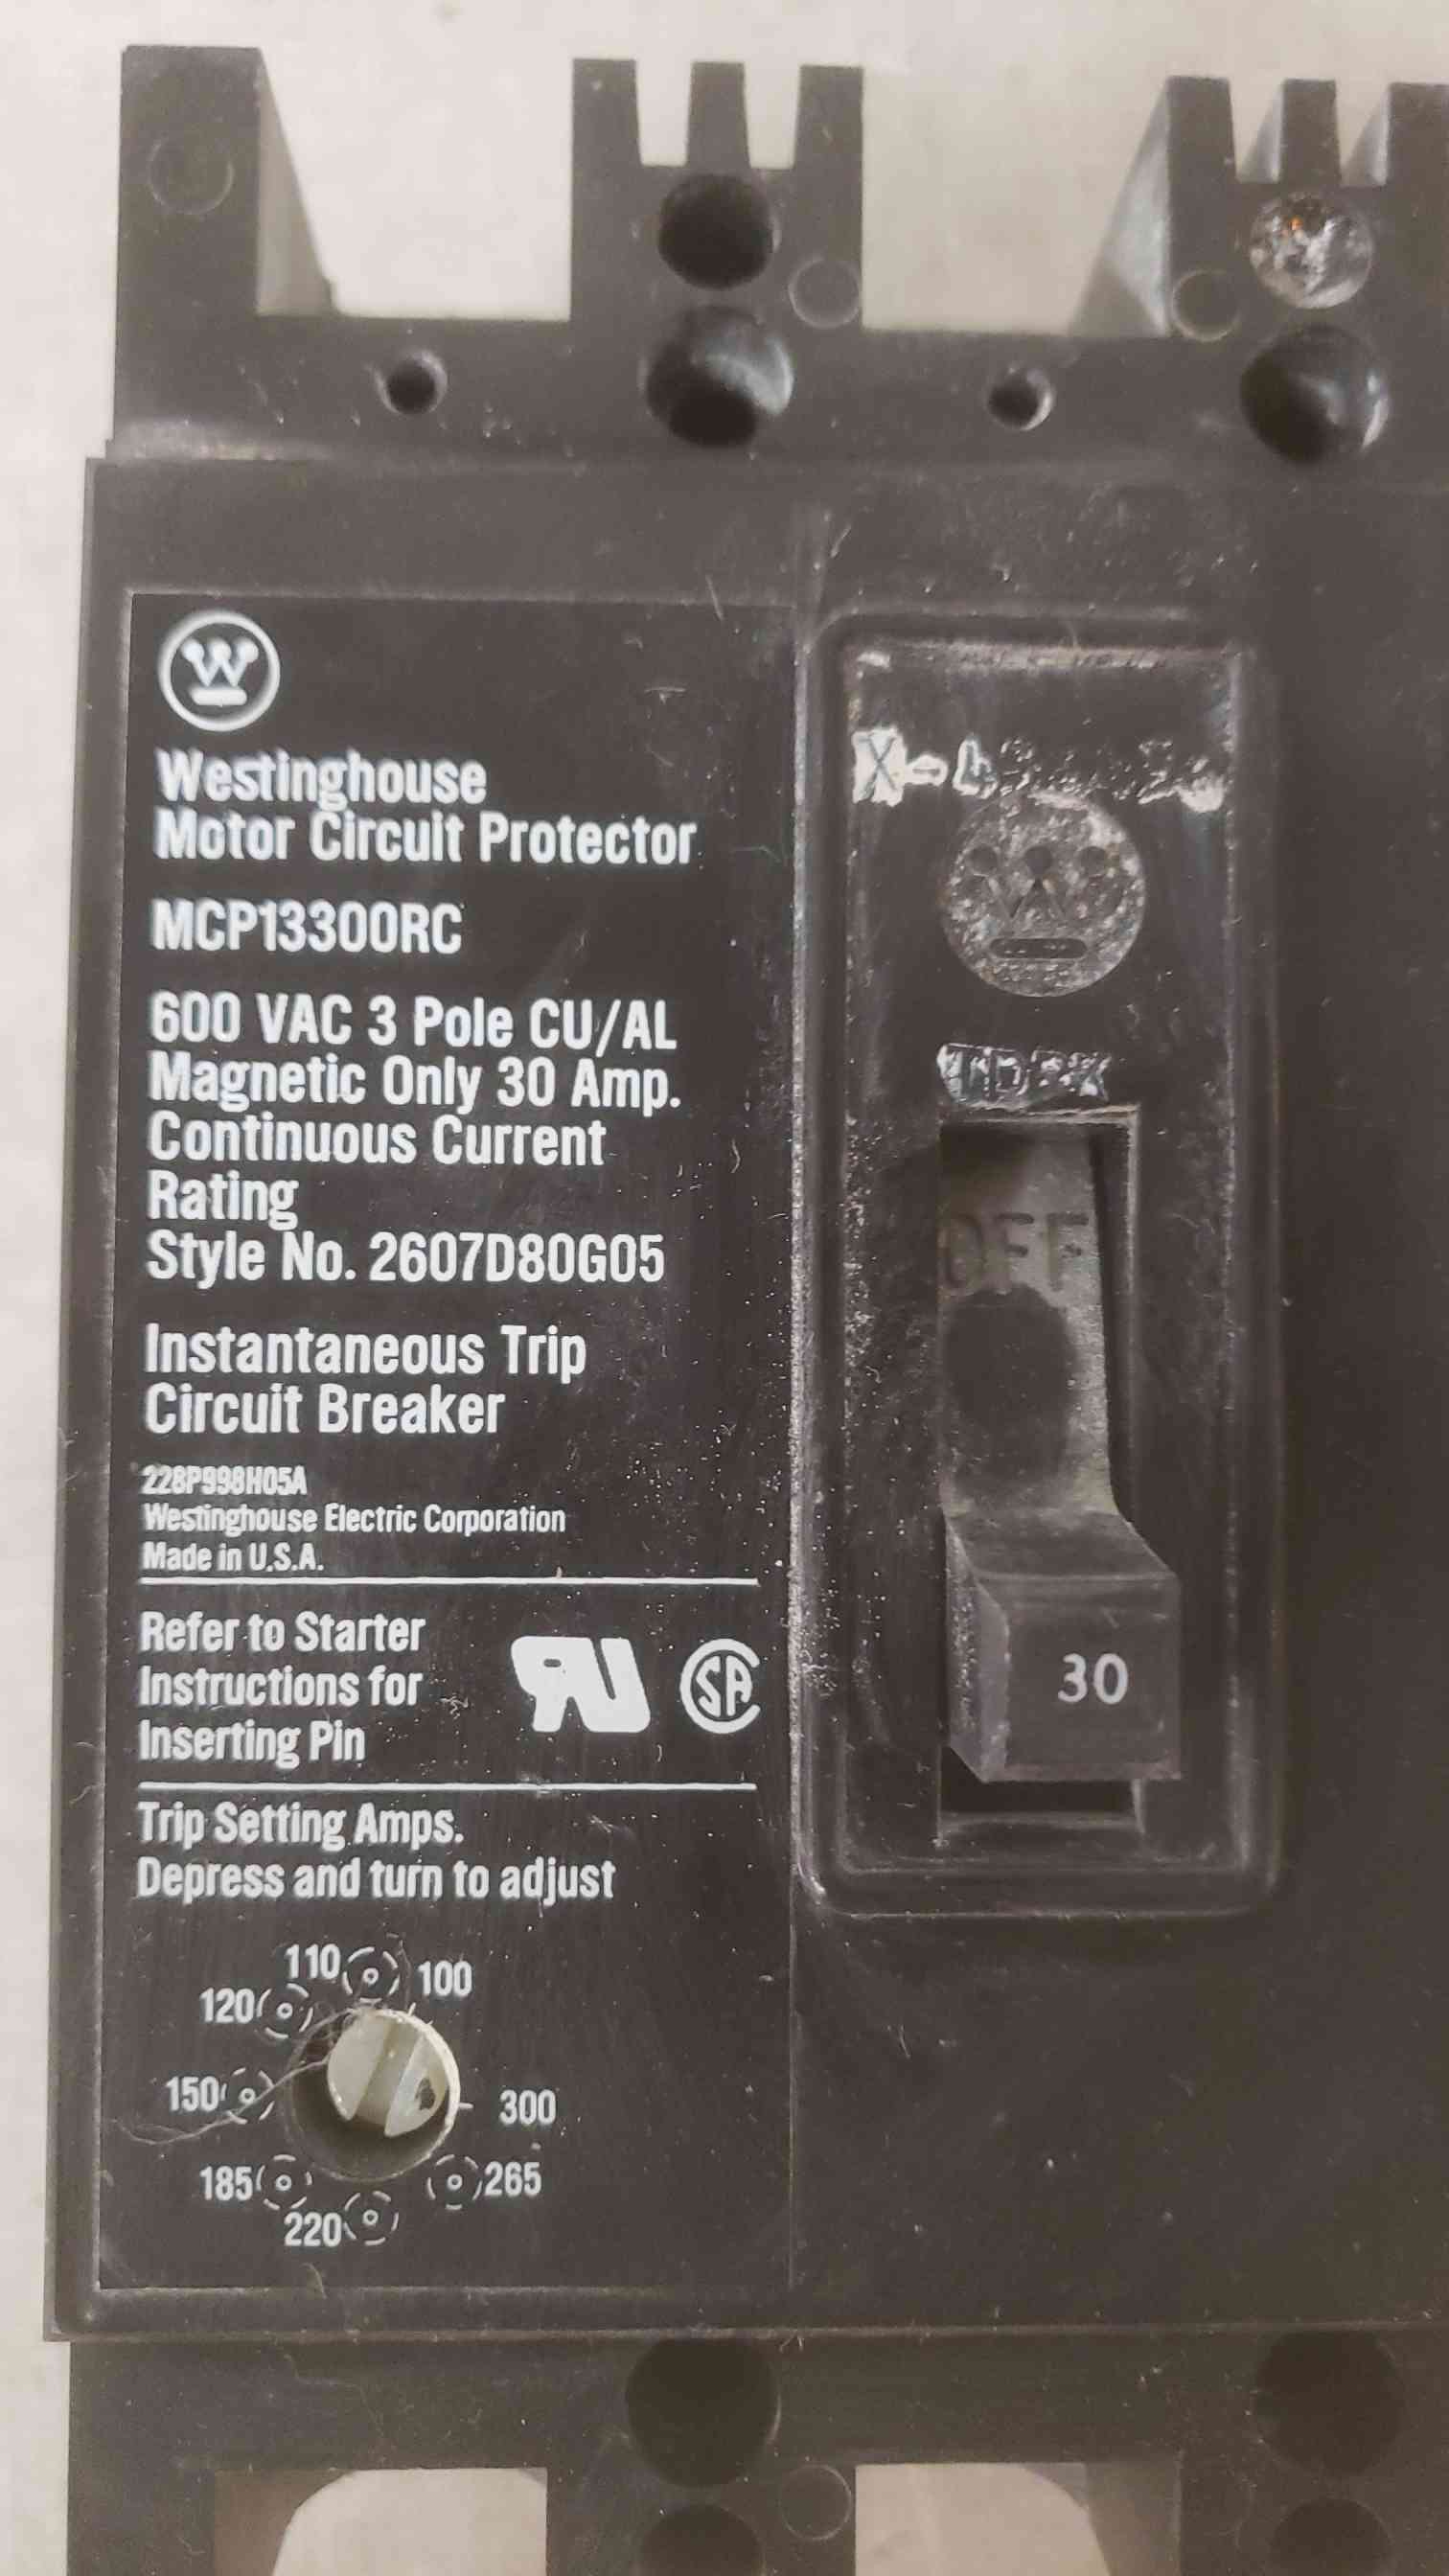 Westinghouse
Motor Circuit Protector
MCP13300RC
600 VAC 3 Pole CU/AL
Magnetic Only 30 Amp.
Continuous Current
Rating
Style No. 2607D80G05
Instantaneous Trip
Circuit Breaker
228P998H05A
Westinghouse Electric Corporation
Made in U.S.A.
Refer to Starter
Instructions for
Inserting Pin
Trip Setting Amps.
Depress and turn to adjust
110 100
120
150
300
185
265
220
X-4
OFF
30